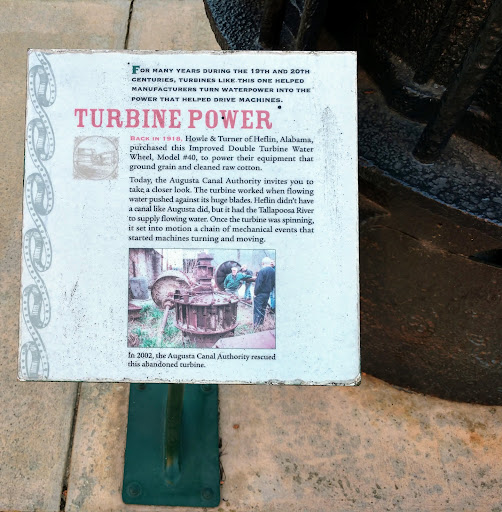 FOR MANY YEARS DURING THE 19TH AND 20TH
CENTURIES, TURBINES LIKE THIS ONE HELPED
MANUFACTURERS TURN WATERPOWER INTO THE
POWER THAT HELPED DRIVE MACHINES.
TURBINE POWER
BACK IN 1918, Howle & Turner of Heflin, Alabama,
purchased this Improved Double Turbine Water
Wheel, Model #40, to power their equipment that
ground grain and cleaned raw cotton.
Today, the Augusta Canal Authority invites you to
take a closer look. The turbine worked when flowing
water pushed against its huge blades. Heflin didn't have
a canal like Augusta did, but it had the Tallapoosa River
to supply flowing water. Once the turbine was spinning,
it set into motion a chain of mechanical events that
started machines turning and moving.
In 2002, the Augusta Canal Authority rescued
this abandoned turbine.